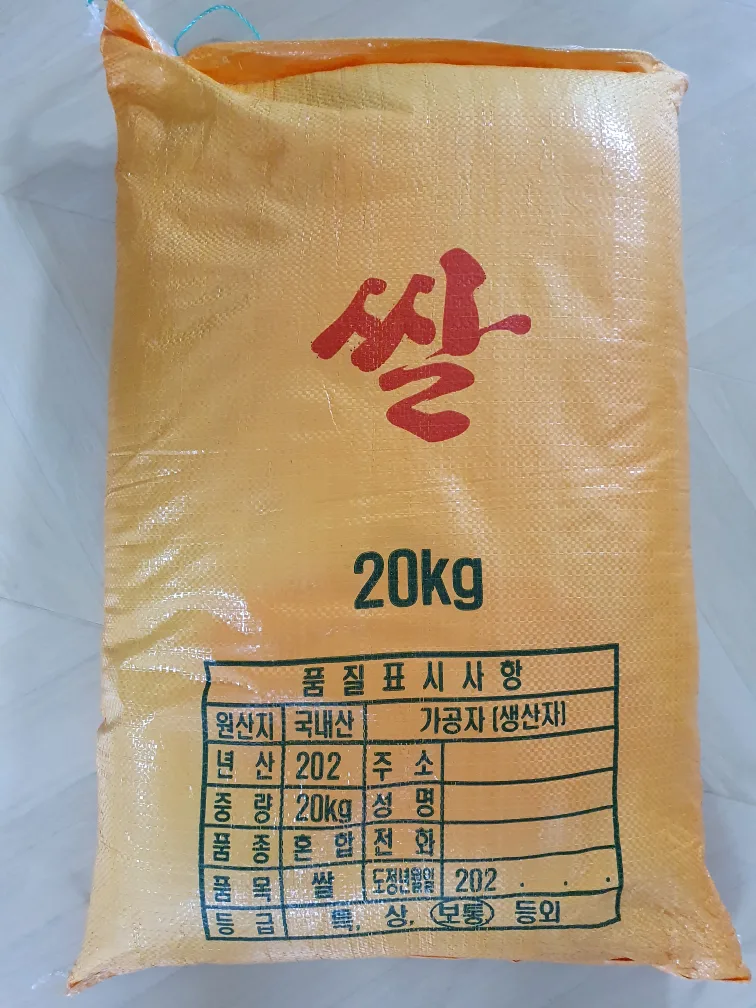 쌀
20kg
품질표시사항
원산지 국내산 가공자 (생산자)
년산 202 주소
중량 20kg 성명
품종 혼합 전화
품목 쌀 도정년월일 202 . . .
등급 특, 상, 보통 등외